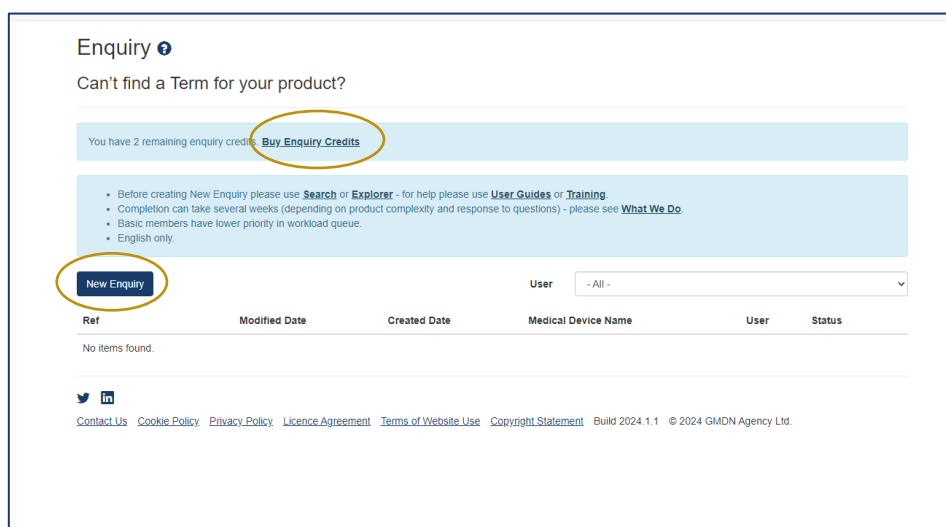 Enquiry ?
Can't find a Term for your product?
You have 2 remaining enquiry credits. Buy Enquiry Credits
Before creating New Enquiry please use Search or Explorer - for help please use User Guides or Training.
Completion can take several weeks (depending on product complexity and response to questions) - please see What We Do.
Basic members have lower priority in workload queue.
English only.
New Enquiry User - All -
Ref Modified Date Created Date Medical Device Name User Status
No items found.
in
Contact Us Cookie Policy Privacy Policy Licence Agreement Terms of Website Use Copyright Statement Build 2024.1.1 © 2024 GMDN Agency Ltd.